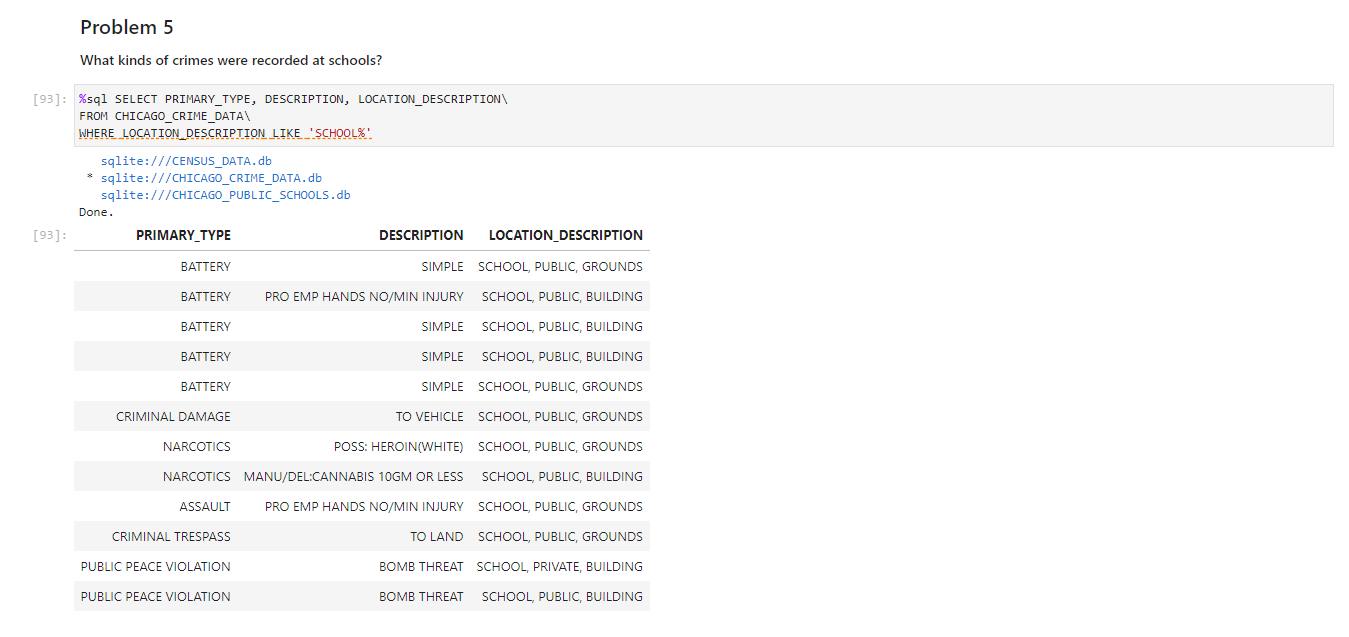 Problem 5
What kinds of crimes were recorded at schools?
[93]: %sql SELECT PRIMARY_TYPE, DESCRIPTION, LOCATION_DESCRIPTION\
FROM CHICAGO_CRIME_DATA\
WHERE LOCATION_DESCRIPTION LIKE 'SCHOOL%'
sqlite:///CENSUS_DATA.db
* sqlite:///CHICAGO_CRIME_DATA.db
sqlite:///CHICAGO_PUBLIC_SCHOOLS.db
Done.
[93]: PRIMARY_TYPE DESCRIPTION LOCATION_DESCRIPTION
BATTERY SIMPLE SCHOOL, PUBLIC, GROUNDS
BATTERY PRO EMP HANDS NO/MIN INJURY SCHOOL, PUBLIC, BUILDING
BATTERY SIMPLE SCHOOL, PUBLIC, BUILDING
BATTERY SIMPLE SCHOOL, PUBLIC, BUILDING
BATTERY SIMPLE SCHOOL, PUBLIC, GROUNDS
CRIMINAL DAMAGE TO VEHICLE SCHOOL, PUBLIC, GROUNDS
NARCOTICS POSS: HEROIN(WHITE) SCHOOL, PUBLIC, GROUNDS
NARCOTICS MANU/DEL:CANNABIS 10GM OR LESS SCHOOL, PUBLIC, BUILDING
ASSAULT PRO EMP HANDS NO/MIN INJURY SCHOOL, PUBLIC, GROUNDS
CRIMINAL TRESPASS TO LAND SCHOOL, PUBLIC, GROUNDS
PUBLIC PEACE VIOLATION BOMB THREAT SCHOOL, PRIVATE, BUILDING
PUBLIC PEACE VIOLATION BOMB THREAT SCHOOL, PUBLIC, BUILDING